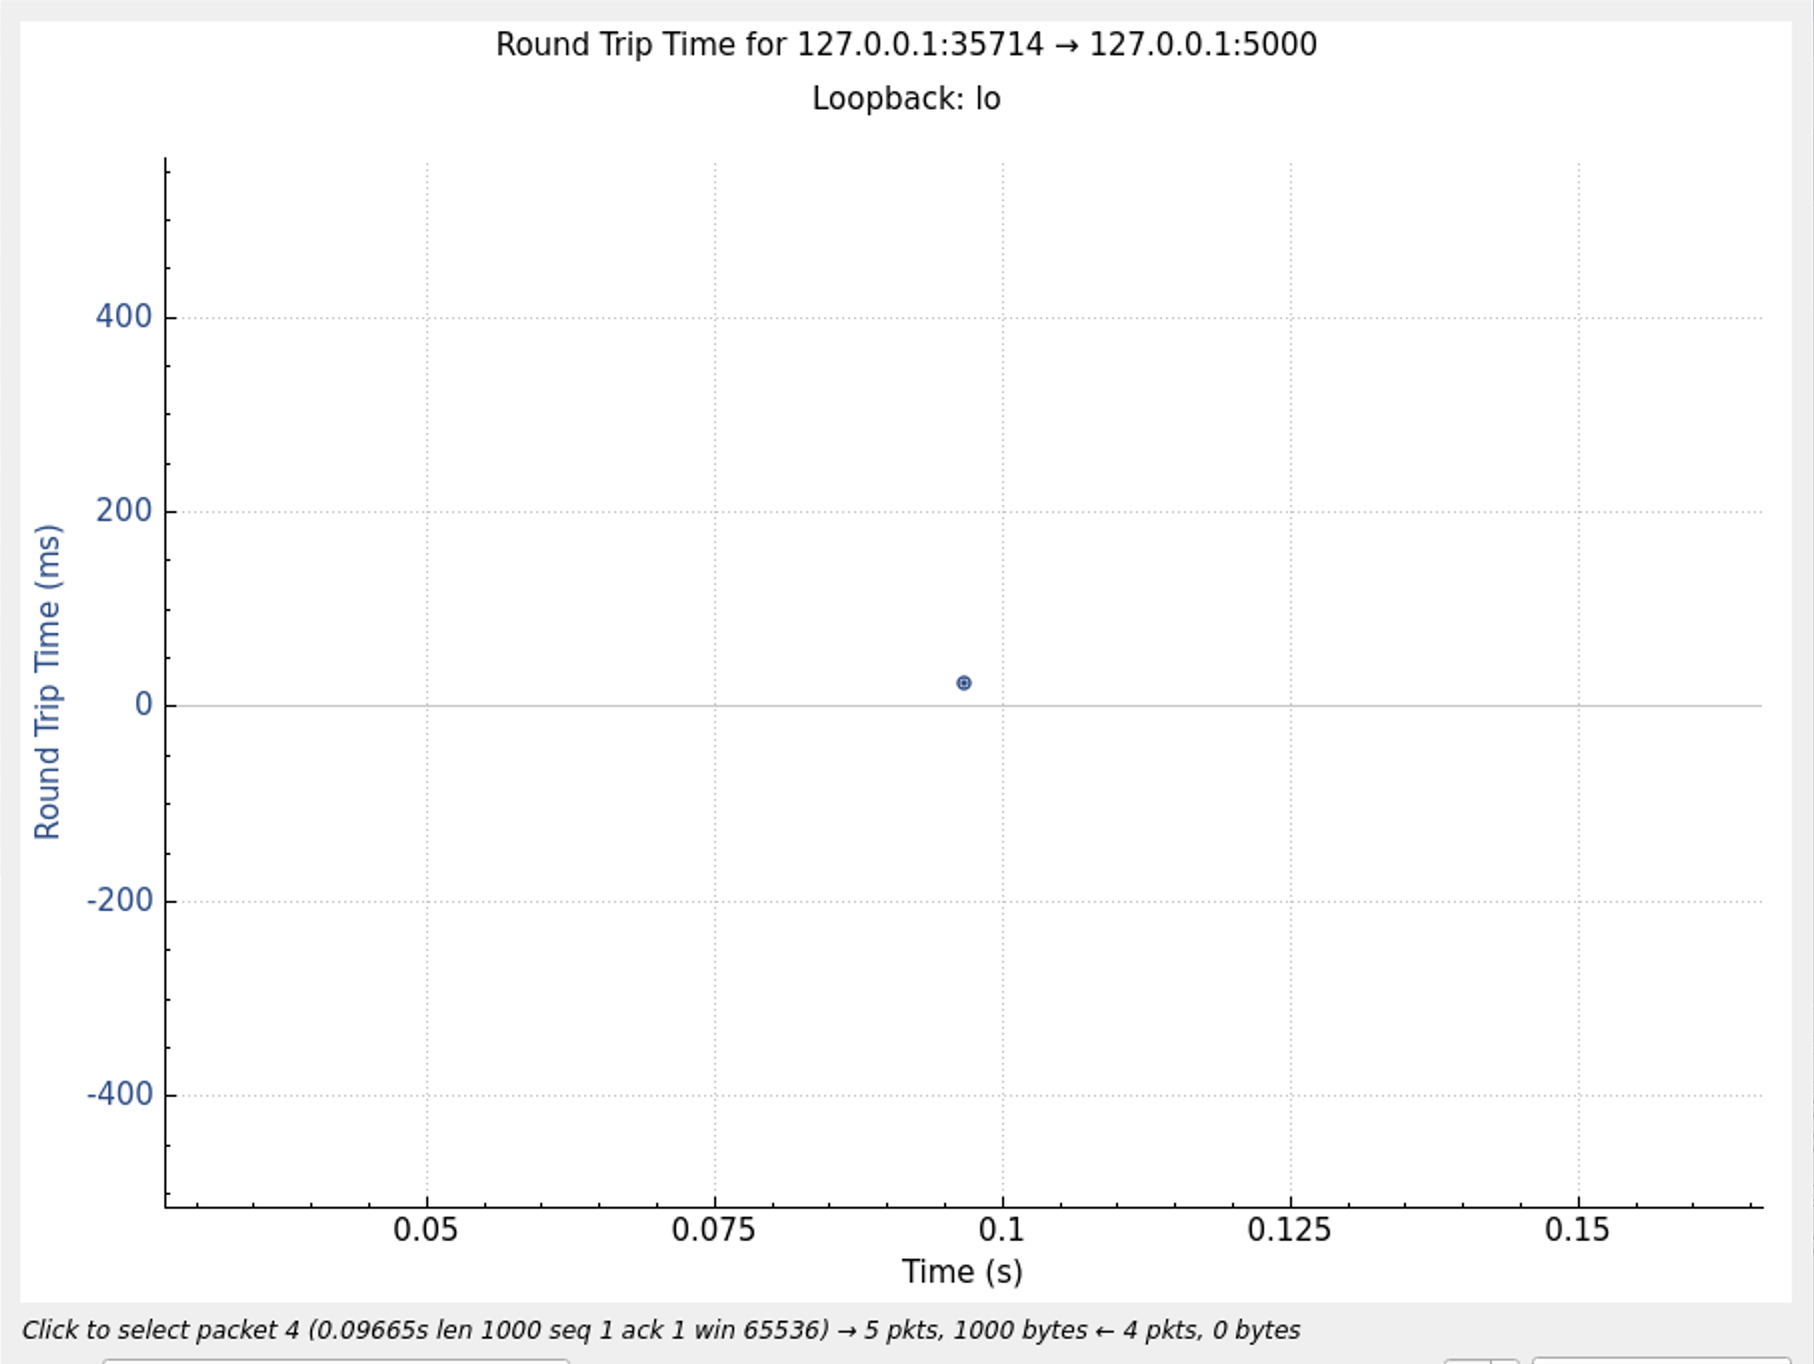 Round Trip Time for 127.0.0.1:35714 → 127.0.0.1:5000
Loopback: lo
Round Trip Time (ms)
400
200
0
-200
-400
0.05 0.075 0.1 0.125 0.15
Time (s)
Click to select packet 4 (0.09665s len 1000 seq 1 ack 1 win 65536) → 5 pkts, 1000 bytes ← 4 pkts, 0 bytes